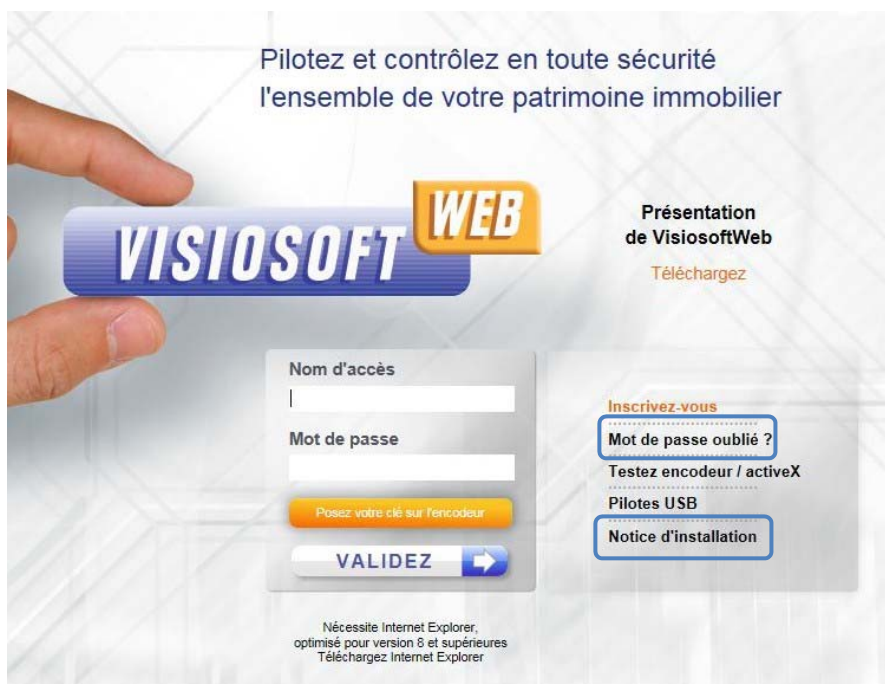 Pilotez et contrôlez en toute sécurité
l'ensemble de votre patrimoine immobilier
VISIOSOFT WEB
Présentation
de VisiosoftWeb
Téléchargez
Nom d'accès
Mot de passe
Posez votre clé sur l'encodeur
VALIDEZ
Inscrivez-vous
Mot de passe oublié ?
Testez encodeur / activeX
Pilotes USB
Notice d'installation
Nécessite Internet Explorer,
optimisé pour version 8 et supérieures
Téléchargez Internet Explorer